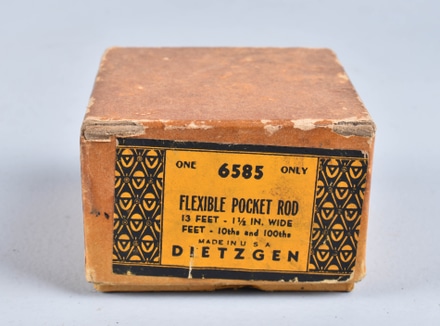 ONE 6585 ONLY
FLEXIBLE POCKET ROD
13 FEET - 1½ IN. WIDE
FEET - 10ths and 100ths
MADE IN U S A
DIETZGEN